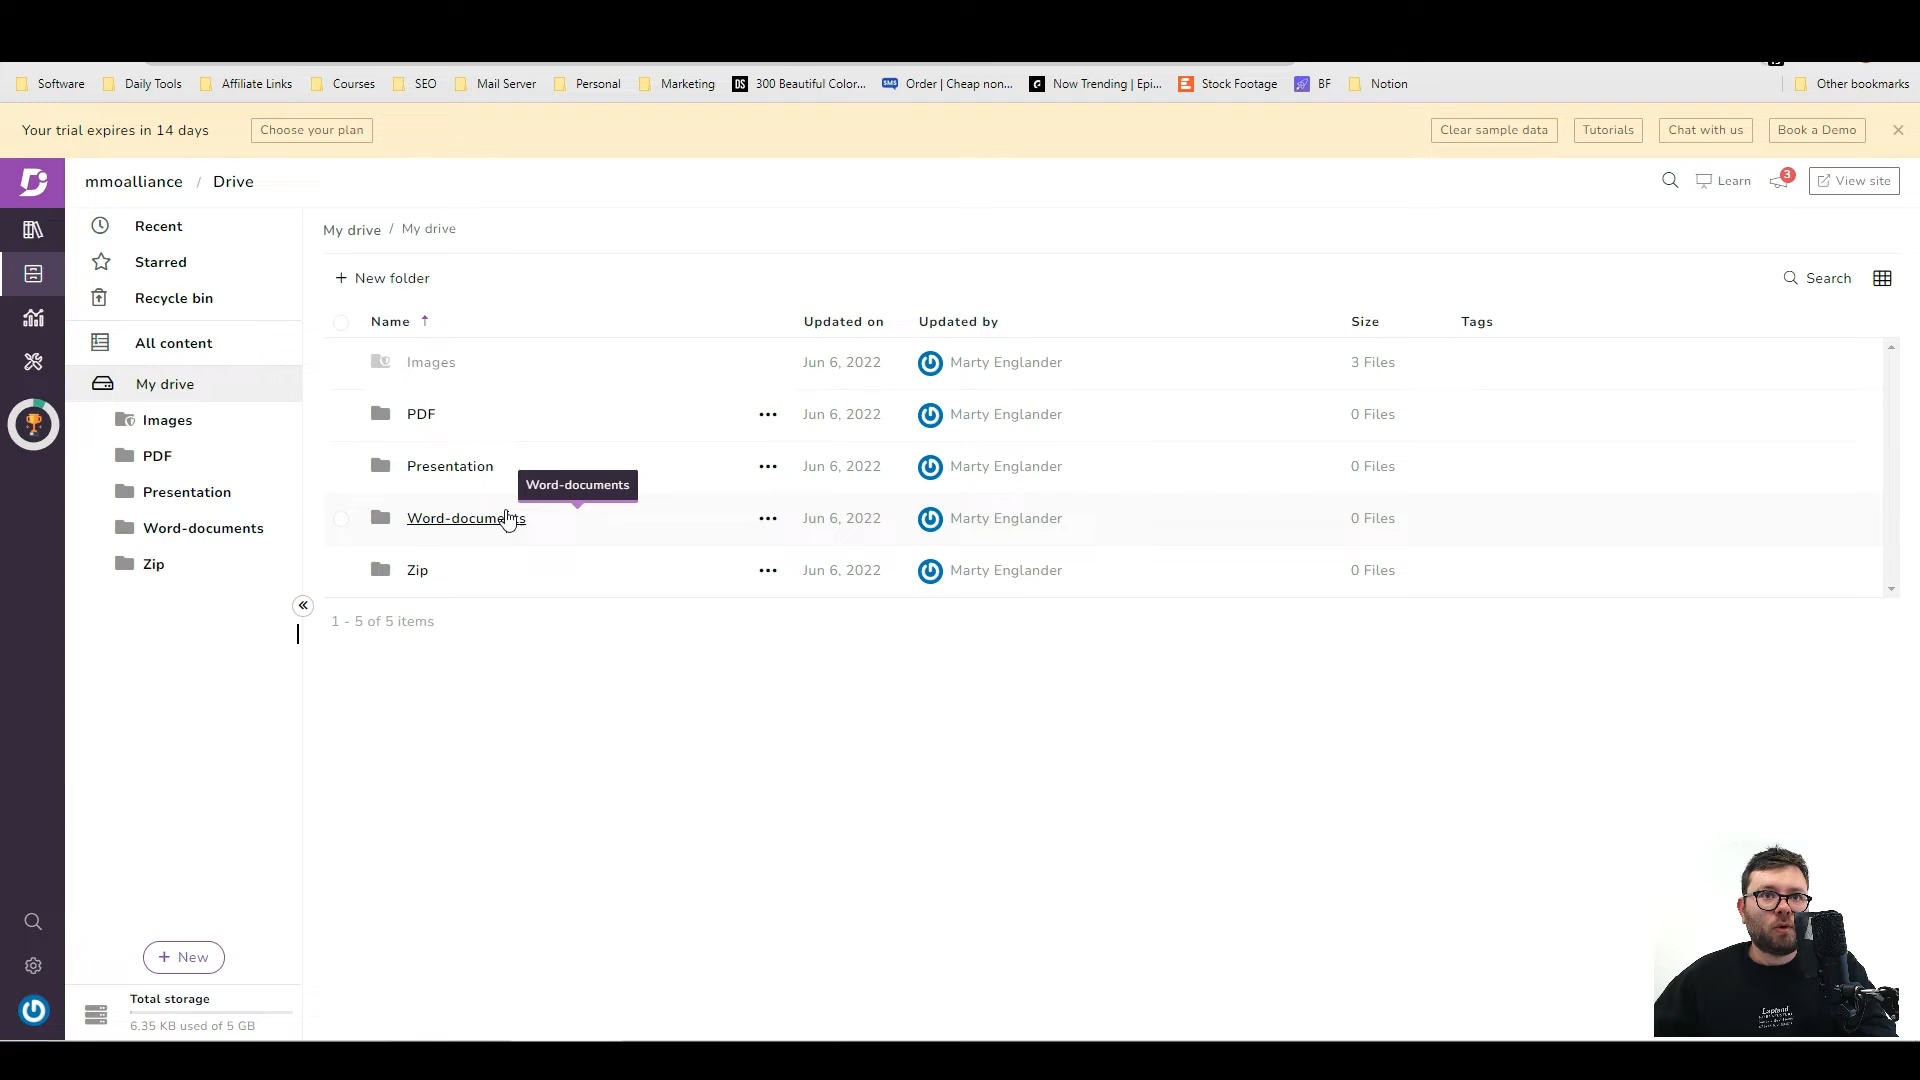 Software Daily Tools Affiliate Links Courses SEO Mail Server Personal Marketing DS 300 Beautiful Color... SMS Order | Cheap non... Now Trending | Epi... Stock Footage BF Notion Other bookmarks
Your trial expires in 14 days Choose your plan Clear sample data Tutorials Chat with us Book a Demo
mmoalliance / Drive Learn 3 View site
Recent
Starred
Recycle bin
All content
My drive
Images
PDF
Presentation
Word-documents
Zip
+ New
Total storage
6.35 KB used of 5 GB
My drive / My drive
+ New folder Search
Name Updated on Updated by Size Tags
Images Jun 6, 2022 Marty Englander 3 Files
PDF Jun 6, 2022 Marty Englander 0 Files
Presentation Jun 6, 2022 Marty Englander 0 Files
Word-documents
Word-documents Jun 6, 2022 Marty Englander 0 Files
Zip Jun 6, 2022 Marty Englander 0 Files
1 - 5 of 5 items
Lapland